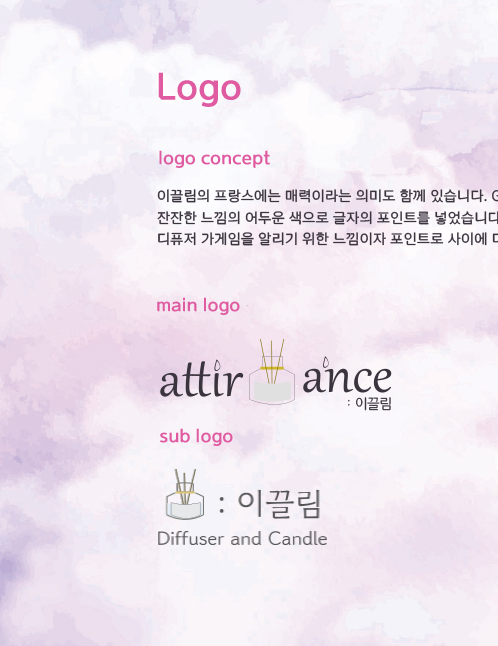 Logo
logo concept
이끌림의 프랑스에는 매력이라는 의미도 함께 있습니다. G
잔잔한 느낌의 어두운 색으로 글자의 포인트를 넣었습니다
디퓨저 가게임을 알리기 위한 느낌이자 포인트로 사이에 디
main logo
attir ance
: 이끌림
sub logo
: 이끌림
Diffuser and Candle